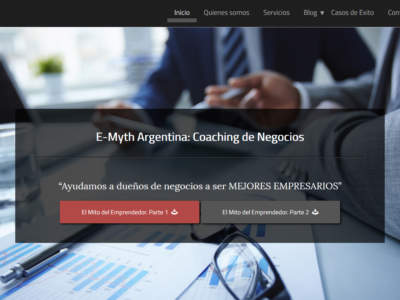 Inicio Quienes somos Servicios Blog ▼ Casos de Exito
E-Myth Argentina: Coaching de Negocios
“Ayudamos a dueños de negocios a ser MEJORES EMPRESARIOS”
El Mito del Emprendedor: Parte 1 El Mito del Emprendedor: Parte 2